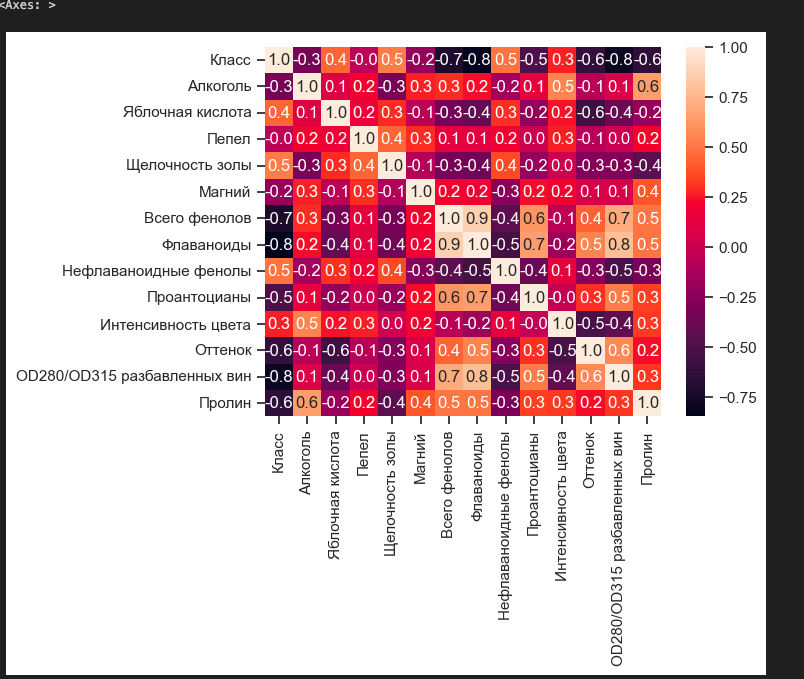 <Axes: >
Класс 1.0 -0.3 0.4 -0.0 0.5 -0.2 -0.7 -0.8 0.5 -0.5 0.3 -0.6 -0.8 -0.6
Алкоголь -0.3 1.0 0.1 0.2 -0.3 0.3 0.3 0.2 -0.2 0.1 0.5 -0.1 0.1 0.6
Яблочная кислота 0.4 0.1 1.0 0.2 0.3 -0.1 -0.3 -0.4 0.3 -0.2 0.2 -0.6 -0.4 -0.2
Пепел -0.0 0.2 0.2 1.0 0.4 0.3 0.1 0.1 0.2 0.0 0.3 -0.1 0.0 0.2
Щелочность золы 0.5 -0.3 0.3 0.4 1.0 -0.1 -0.3 -0.4 0.4 -0.2 0.0 -0.3 -0.3 -0.4
Магний -0.2 0.3 -0.1 0.3 -0.1 1.0 0.2 0.2 -0.3 0.2 0.2 0.1 0.1 0.4
Всего фенолов -0.7 0.3 -0.3 0.1 -0.3 0.2 1.0 0.9 -0.4 0.6 -0.1 0.4 0.7 0.5
Флаваноиды -0.8 0.2 -0.4 0.1 -0.4 0.2 0.9 1.0 -0.5 0.7 -0.2 0.5 0.8 0.5
Нефлаваноидные фенолы 0.5 -0.2 0.3 0.2 0.4 -0.3 -0.4 -0.5 1.0 -0.4 0.1 -0.3 -0.5 -0.3
Проантоцианы -0.5 0.1 -0.2 0.0 -0.2 0.2 0.6 0.7 -0.4 1.0 -0.0 0.3 0.5 0.3
Интенсивность цвета 0.3 0.5 0.2 0.3 0.0 0.2 -0.1 -0.2 0.1 -0.0 1.0 -0.5 -0.4 0.3
Оттенок -0.6 -0.1 -0.6 -0.1 -0.3 0.1 0.4 0.5 -0.3 0.3 -0.5 1.0 0.6 0.2
OD280/OD315 разбавленных вин -0.8 0.1 -0.4 0.0 -0.3 0.1 0.7 0.8 -0.5 0.5 -0.4 0.6 1.0 0.3
Пролин -0.6 0.6 -0.2 0.2 -0.4 0.4 0.5 0.5 -0.3 0.3 0.3 0.2 0.3 1.0
Класс
Алкоголь
Яблочная кислота
Пепел
Щелочность золы
Магний
Всего фенолов
Флаваноиды
Нефлаваноидные фенолы
Проантоцианы
Интенсивность цвета
Оттенок
OD280/OD315 разбавленных вин
Пролин
1.00
0.75
0.50
0.25
0.00
−0.25
−0.50
−0.75